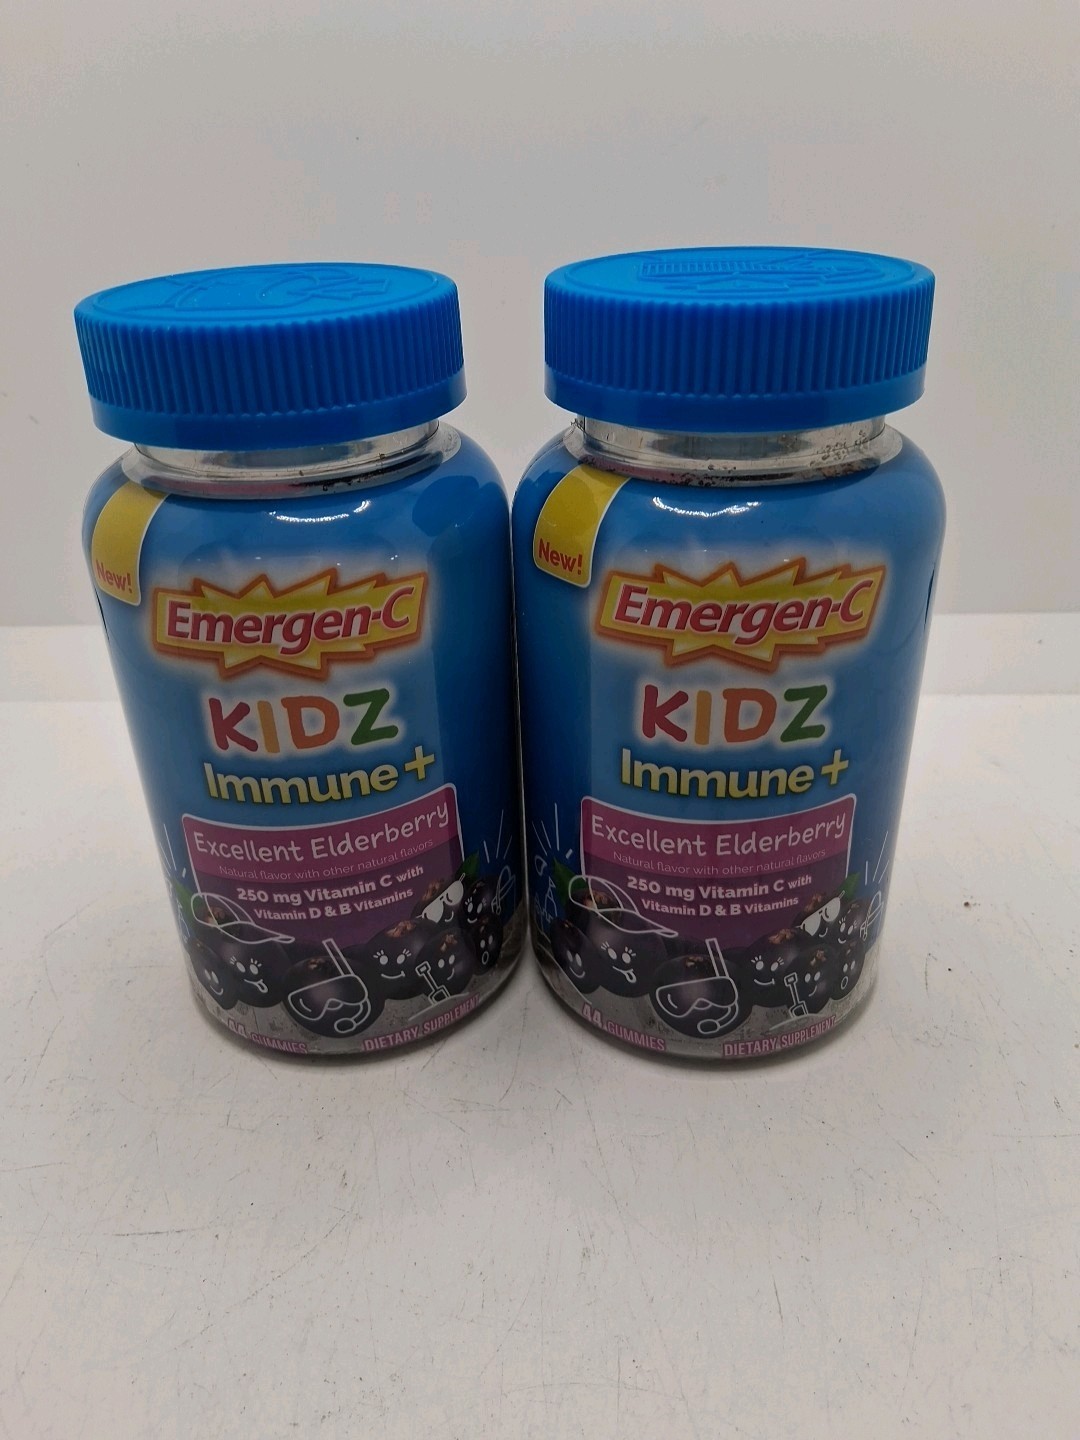 New!
Emergen-C
KIDZ
Immune+
Excellent Elderberry
Natural flavor with other natural flavors
250 mg Vitamin C with
Vitamin D & B Vitamins
44 GUMMIES
DIETARY SUPPLEMENT
New!
Emergen-C
KIDZ
Immune+
Excellent Elderberry
Natural flavor with other natural flavors
250 mg Vitamin C with
Vitamin D & B Vitamins
44 GUMMIES
DIETARY SUPPLEMENT